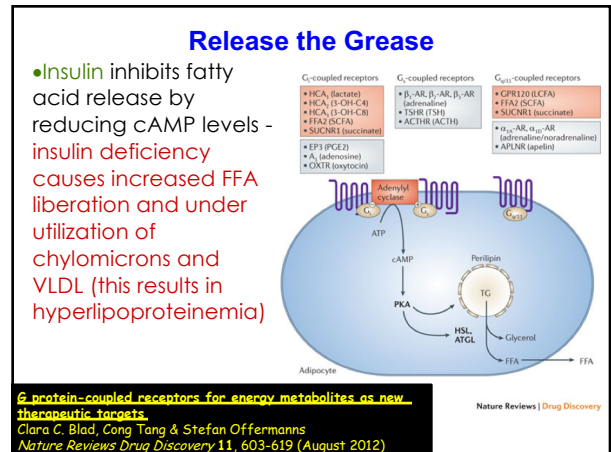 Release the Grease
•Insulin inhibits fatty
acid release by
reducing cAMP levels -
insulin deficiency
causes increased FFA
liberation and under
utilization of
chylomicrons and
VLDL (this results in
hyperlipoproteinemia)
Gᵢ-coupled receptors
• HCA₁ (lactate)
• HCA₂ (3-OH-C4)
• HCA₃ (3-OH-C8)
• FFA2 (SCFA)
• SUCNR1 (succinate)
• EP3 (PGE2)
• A₁ (adenosine)
• OXTR (oxytocin)
Gₛ-coupled receptors
• β₁-AR, β₂-AR, β₃-AR
(adrenaline)
• TSHR (TSH)
• ACTHR (ACTH)
Gq/11-coupled receptors
• GPR120 (LCFA)
• FFA2 (SCFA)
• SUCNR1 (succinate)
• α1A-AR, α1D-AR
(adrenaline/noradrenaline)
• APLNR (apelin)
Adenylyl
cyclase
Gᵢ
Gₛ
Gq/11
ATP
cAMP
Perilipin
TG
PKA
HSL,
ATGL
Glycerol
FFA
FFA
Adipocyte
Nature Reviews | Drug Discovery
G protein-coupled receptors for energy metabolites as new
therapeutic targets
Clara C. Blad, Cong Tang & Stefan Offermanns
Nature Reviews Drug Discovery 11, 603-619 (August 2012)